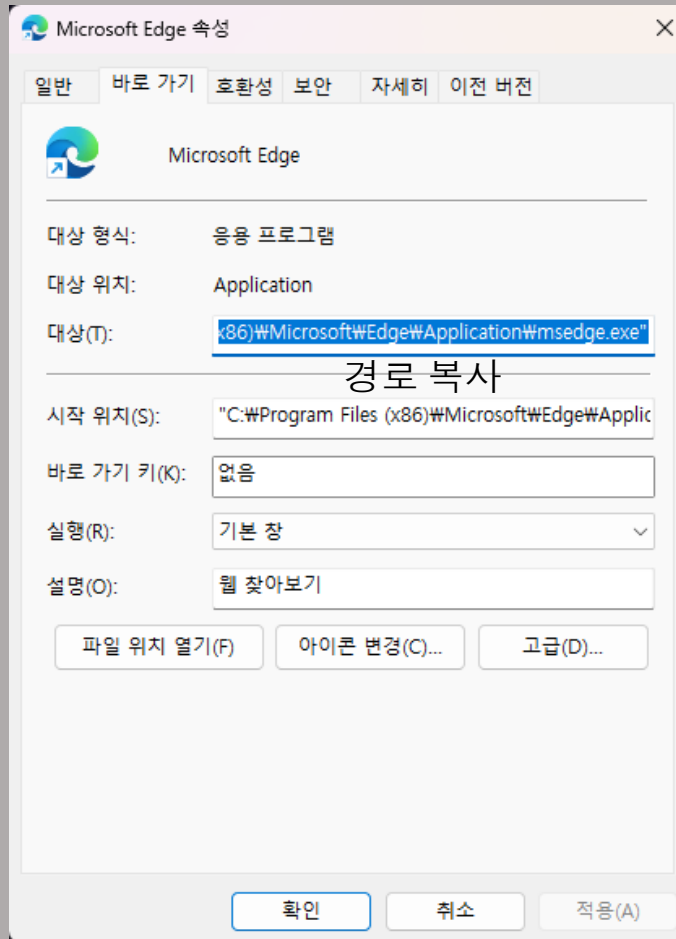 Microsoft Edge 속성
일반 바로 가기 호환성 보안 자세히 이전 버전
Microsoft Edge
대상 형식: 응용 프로그램
대상 위치: Application
대상(T): x86)₩Microsoft₩Edge₩Application₩msedge.exe"
경로 복사
시작 위치(S): "C:₩Program Files (x86)₩Microsoft₩Edge₩Applic
바로 가기 키(K): 없음
실행(R): 기본 창
설명(O): 웹 찾아보기
파일 위치 열기(F) 아이콘 변경(C)... 고급(D)...
확인 취소 적용(A)